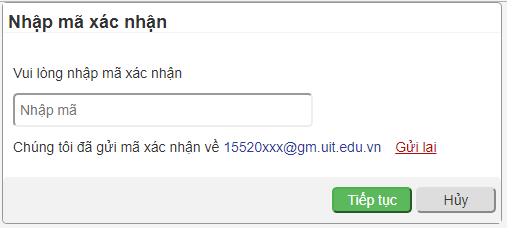 Nhập mã xác nhận
Vui lòng nhập mã xác nhận
Nhập mã
Chúng tôi đã gửi mã xác nhận về 15520xxx@gm.uit.edu.vn Gửi lai
Tiếp tục Hủy